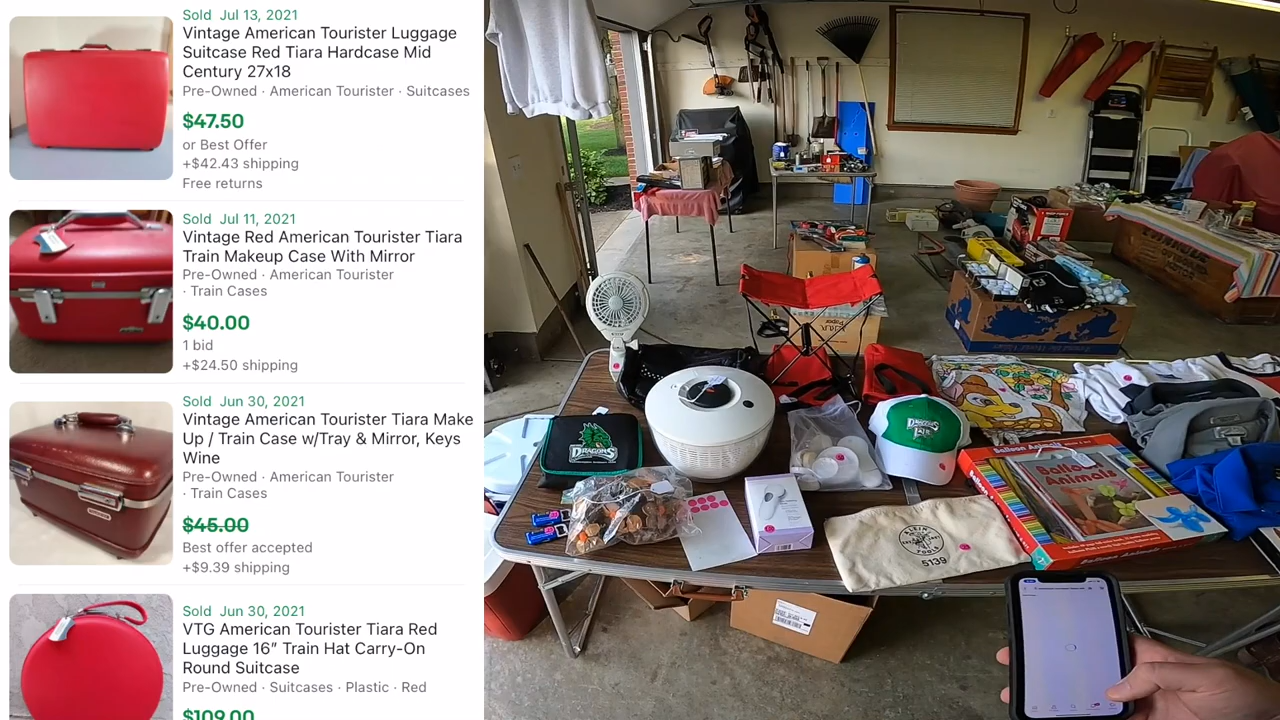 Sold Jul 13, 2021
Vintage American Tourister Luggage
Suitcase Red Tiara Hardcase Mid
Century 27x18
Pre-Owned · American Tourister · Suitcases
$47.50
or Best Offer
+$42.43 shipping
Free returns
Sold Jul 11, 2021
Vintage Red American Tourister Tiara
Train Makeup Case With Mirror
Pre-Owned · American Tourister
· Train Cases
$40.00
1 bid
+$24.50 shipping
Sold Jun 30, 2021
Vintage American Tourister Tiara Make
Up / Train Case w/Tray & Mirror, Keys
Wine
Pre-Owned · American Tourister
· Train Cases
$45.00
Best offer accepted
+$9.39 shipping
Sold Jun 30, 2021
VTG American Tourister Tiara Red
Luggage 16” Train Hat Carry-On
Round Suitcase
Pre-Owned · Suitcases · Plastic · Red
$109.00
DRAGONS
DRAGONS
Balloon Animals
Balloon
Animals
KLEIN
TOOLS
5139